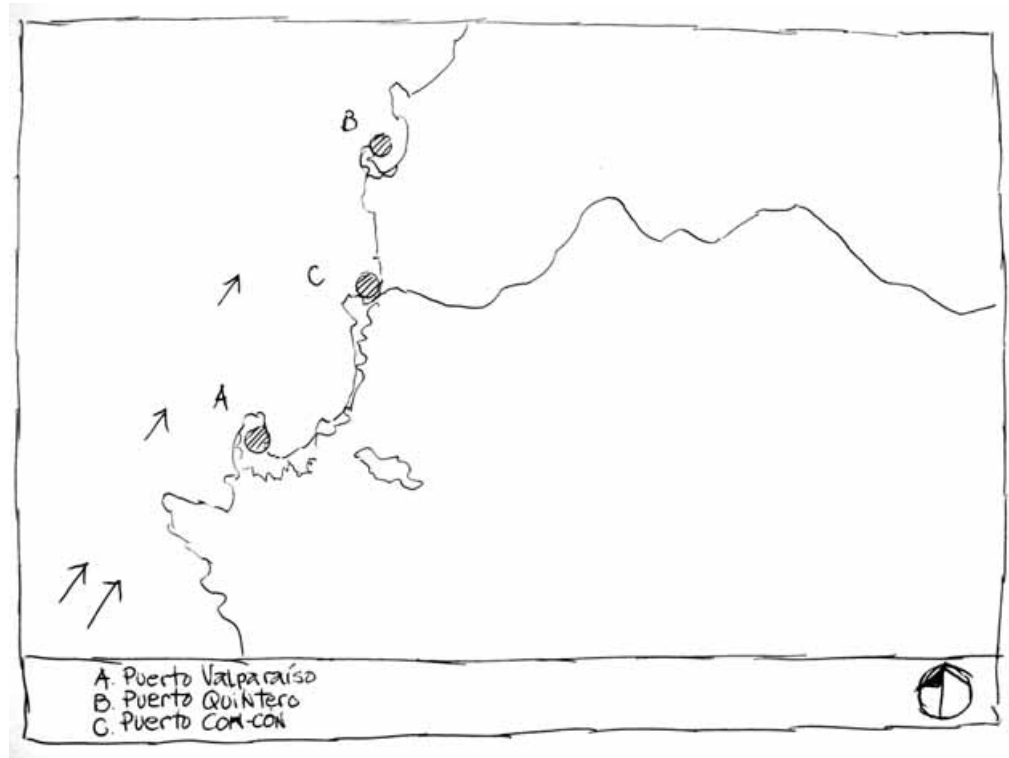 B
C
A
A. Puerto Valparaíso
B. Puerto Quintero
C. Puerto Con-con